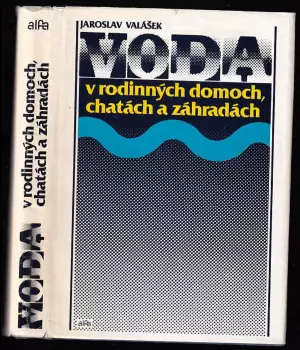 alfa
VODA
v rodinných domoch,
chatách a záhradách
JAROSLAV VALÁŠEK
VODA
v rodinných domoch,
chatách a záhradách
alfa